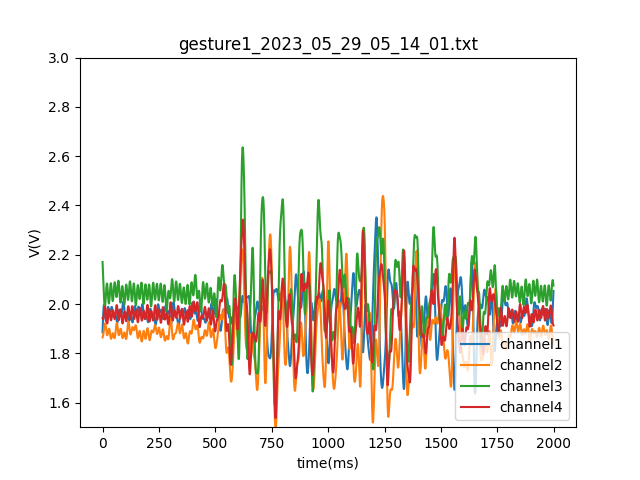 gesture1_2023_05_29_05_14_01.txt
3.0
2.8
2.6
2.4
2.2
2.0
1.8
1.6
V(V)
channel1
channel2
channel3
channel4
0 250 500 750 1000 1250 1500 1750 2000
time(ms)